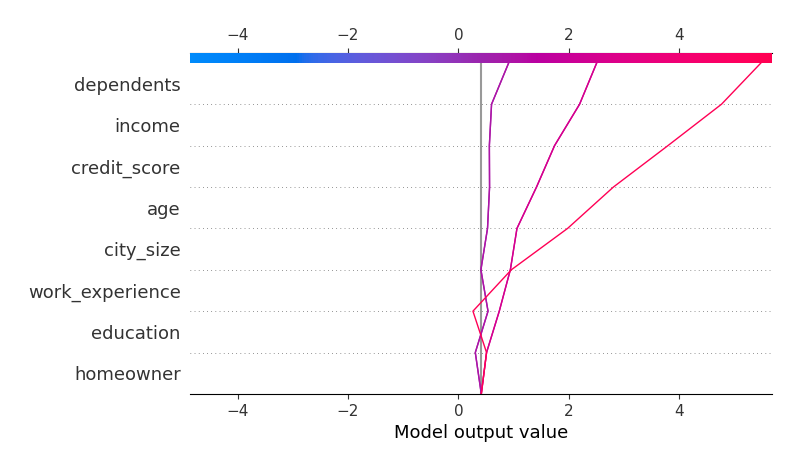 −4 −2 0 2 4
dependents
income
credit_score
age
city_size
work_experience
education
homeowner
−4 −2 0 2 4
Model output value